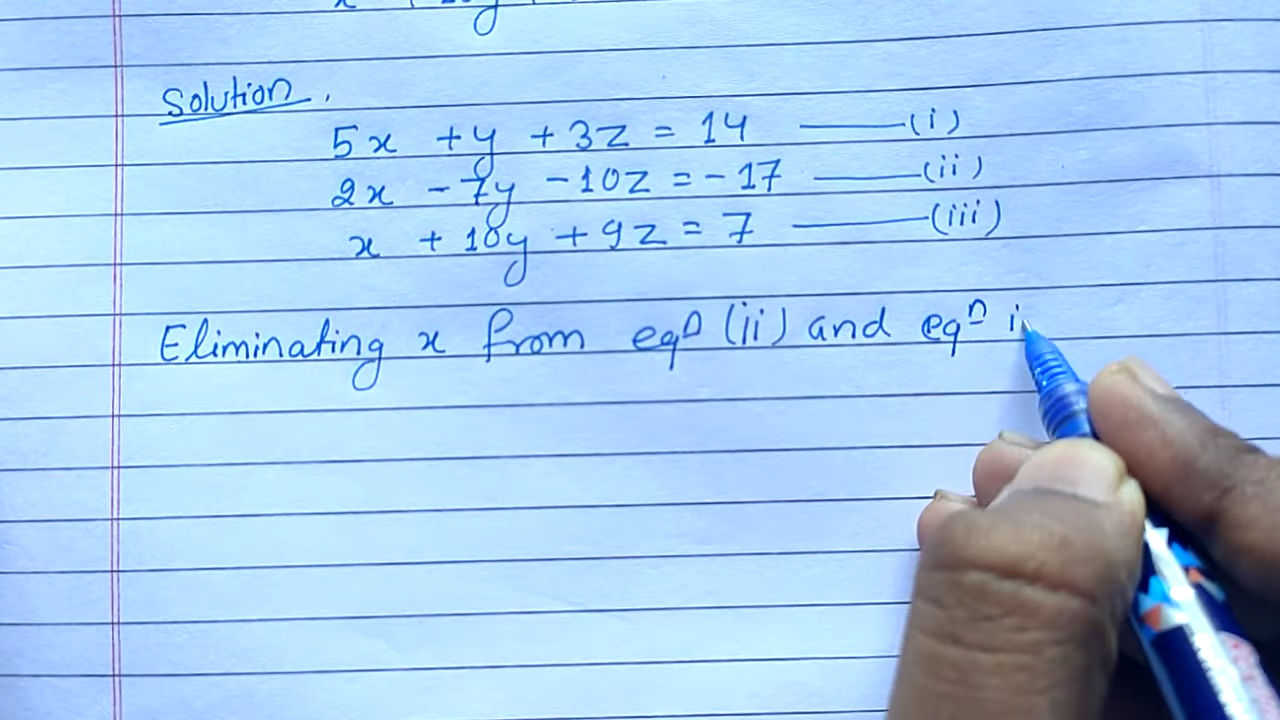 Solution.
5x + y + 3z = 14 ——(i)
2x - 7y - 10z = - 17 ——(ii)
x + 10y + 9z = 7 ——(iii)
Eliminating x from eqⁿ (ii) and eqⁿ i